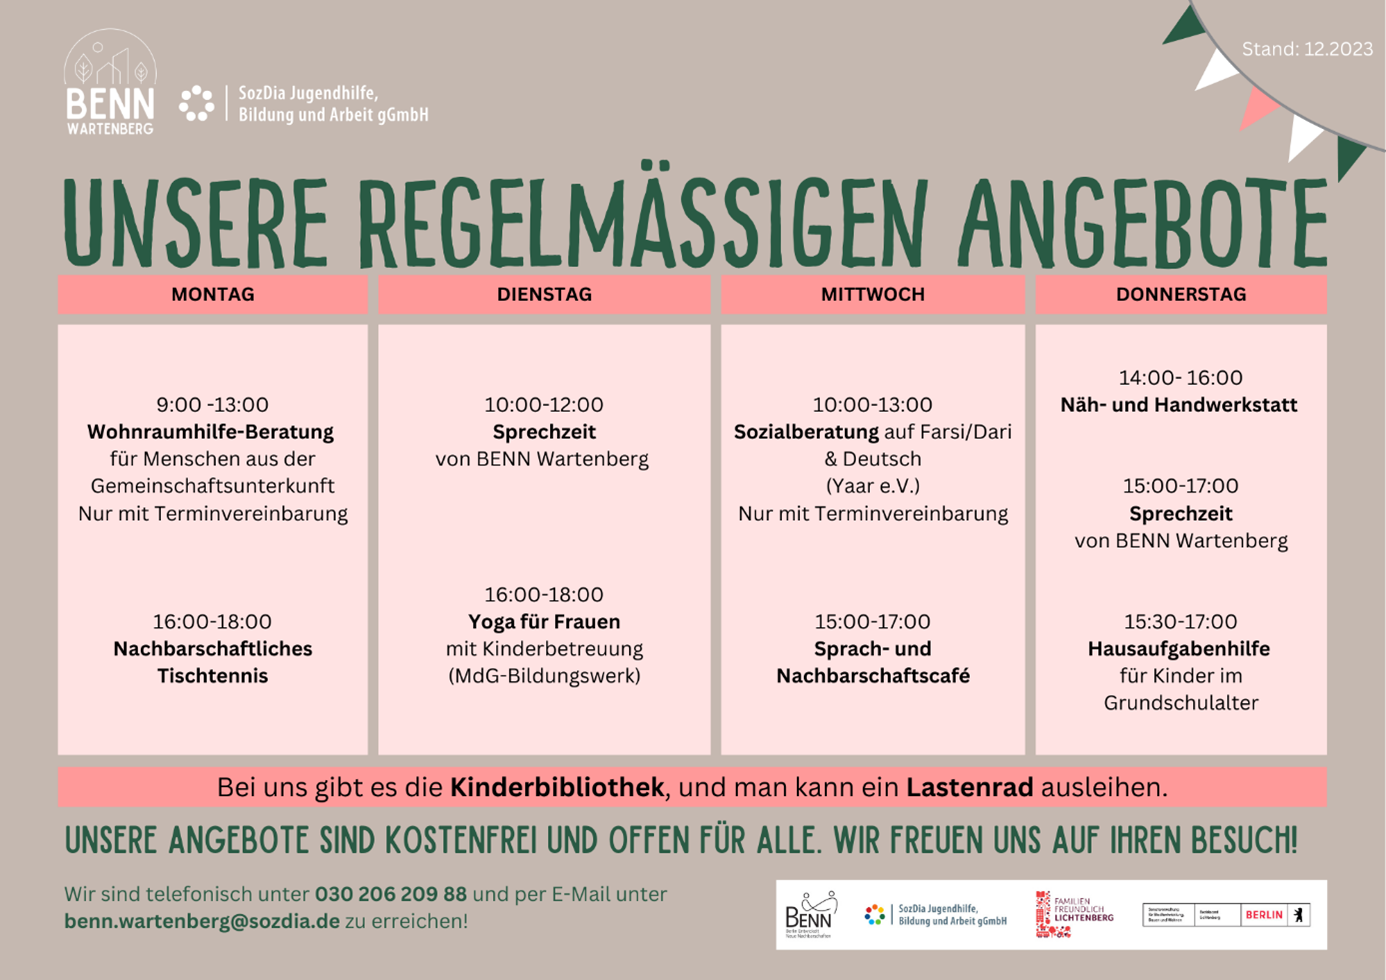 Stand: 12.2023
BENN
WARTENBERG
SozDia Jugendhilfe,
Bildung und Arbeit gGmbH
UNSERE REGELMÄSSIGEN ANGEBOTE
MONTAG
9:00 -13:00
Wohnraumhilfe-Beratung
für Menschen aus der
Gemeinschaftsunterkunft
Nur mit Terminvereinbarung
16:00-18:00
Nachbarschaftliches
Tischtennis
DIENSTAG
10:00-12:00
Sprechzeit
von BENN Wartenberg
16:00-18:00
Yoga für Frauen
mit Kinderbetreuung
(MdG-Bildungswerk)
MITTWOCH
10:00-13:00
Sozialberatung auf Farsi/Dari
& Deutsch
(Yaar e.V.)
Nur mit Terminvereinbarung
15:00-17:00
Sprach- und
Nachbarschaftscafé
DONNERSTAG
14:00- 16:00
Näh- und Handwerkstatt
15:00-17:00
Sprechzeit
von BENN Wartenberg
15:30-17:00
Hausaufgabenhilfe
für Kinder im
Grundschulalter
Bei uns gibt es die Kinderbibliothek, und man kann ein Lastenrad ausleihen.
UNSERE ANGEBOTE SIND KOSTENFREI UND OFFEN FÜR ALLE. WIR FREUEN UNS AUF IHREN BESUCH!
Wir sind telefonisch unter 030 206 209 88 und per E-Mail unter
benn.wartenberg@sozdia.de zu erreichen!
BENN
SozDia Jugendhilfe,
Bildung und Arbeit gGmbH
FAMILIEN
FREUNDLICH
LICHTENBERG
BERLIN